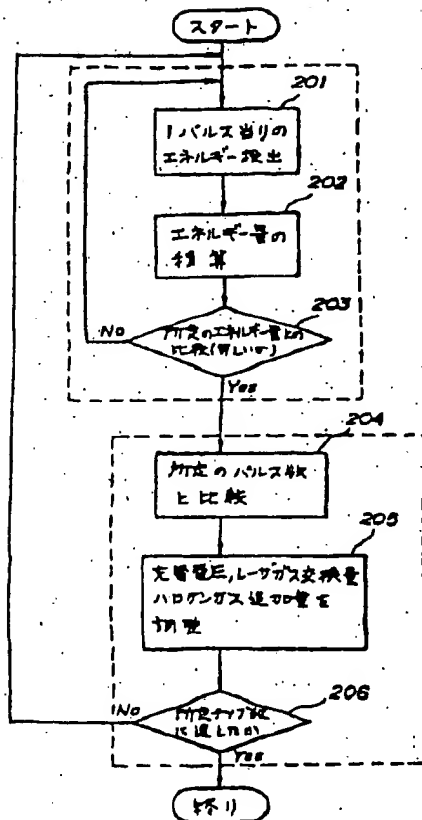 スタート
201
1パルス当りの
エネルギー検出
202
エネルギー量の
積算
203
所定のエネルギー量との
比較(等しいか)
No
Yes
204
所定のパルス数
と比較
205
充電電圧,レーザガス交換量
ハロゲンガス追加量を
調整
206
所定チップ数
に達したか
No
Yes
終り